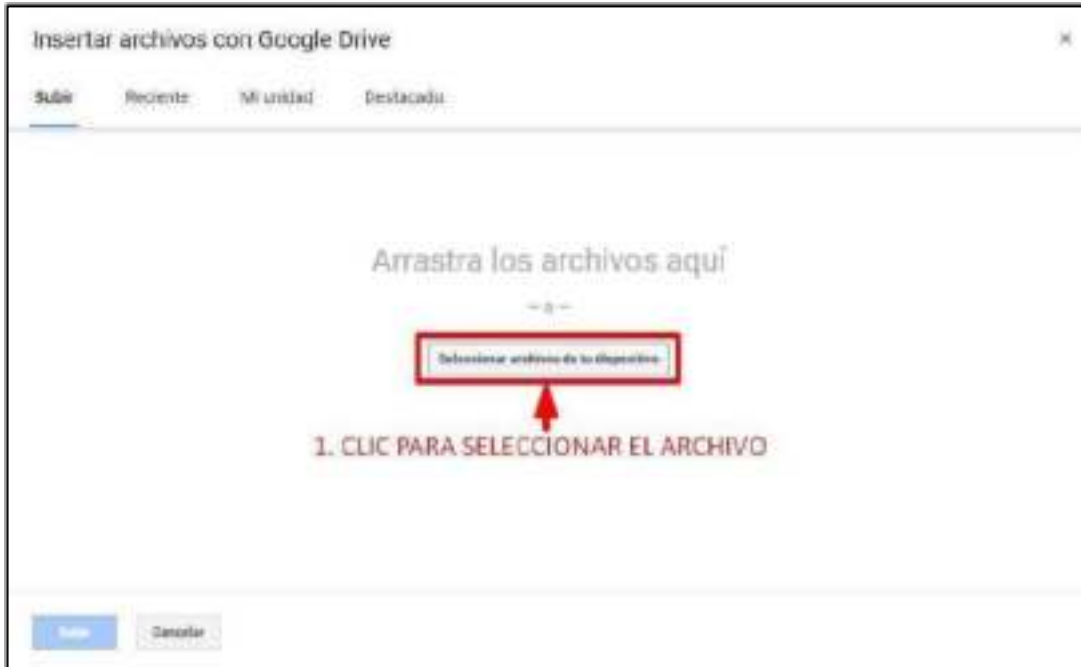 Insertar archivos con Google Drive ×
Subir Reciente Mi unidad Destacado
Arrastra los archivos aquí
— o —
Seleccionar archivos de tu dispositivo
1. CLIC PARA SELECCIONAR EL ARCHIVO
Subir Cancelar